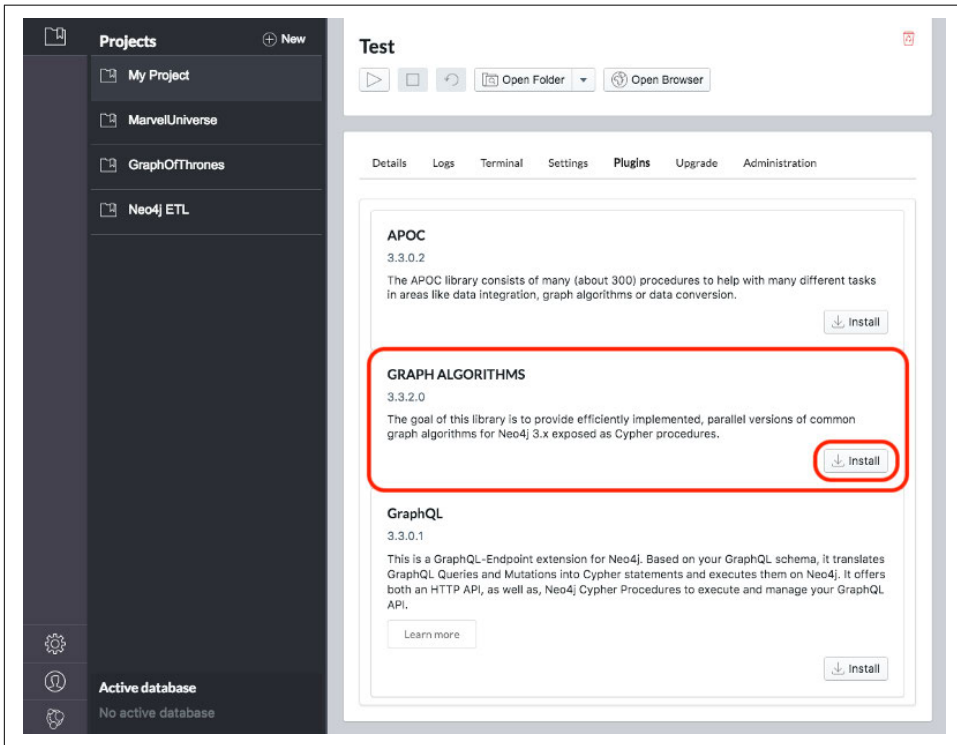 Projects
New
My Project
MarvelUniverse
GraphOfThrones
Neo4j ETL
Active database
No active database
Test
Open Folder
Open Browser
Details Logs Terminal Settings Plugins Upgrade Administration
APOC
3.3.0.2
The APOC library consists of many (about 300) procedures to help with many different tasks
in areas like data integration, graph algorithms or data conversion.
Install
GRAPH ALGORITHMS
3.3.2.0
The goal of this library is to provide efficiently implemented, parallel versions of common
graph algorithms for Neo4j 3.x exposed as Cypher procedures.
Install
GraphQL
3.3.0.1
This is a GraphQL-Endpoint extension for Neo4j. Based on your GraphQL schema, it translates
GraphQL Queries and Mutations into Cypher statements and executes them on Neo4j. It offers
both an HTTP API, as well as, Neo4j Cypher Procedures to execute and manage your GraphQL
API.
Learn more
Install